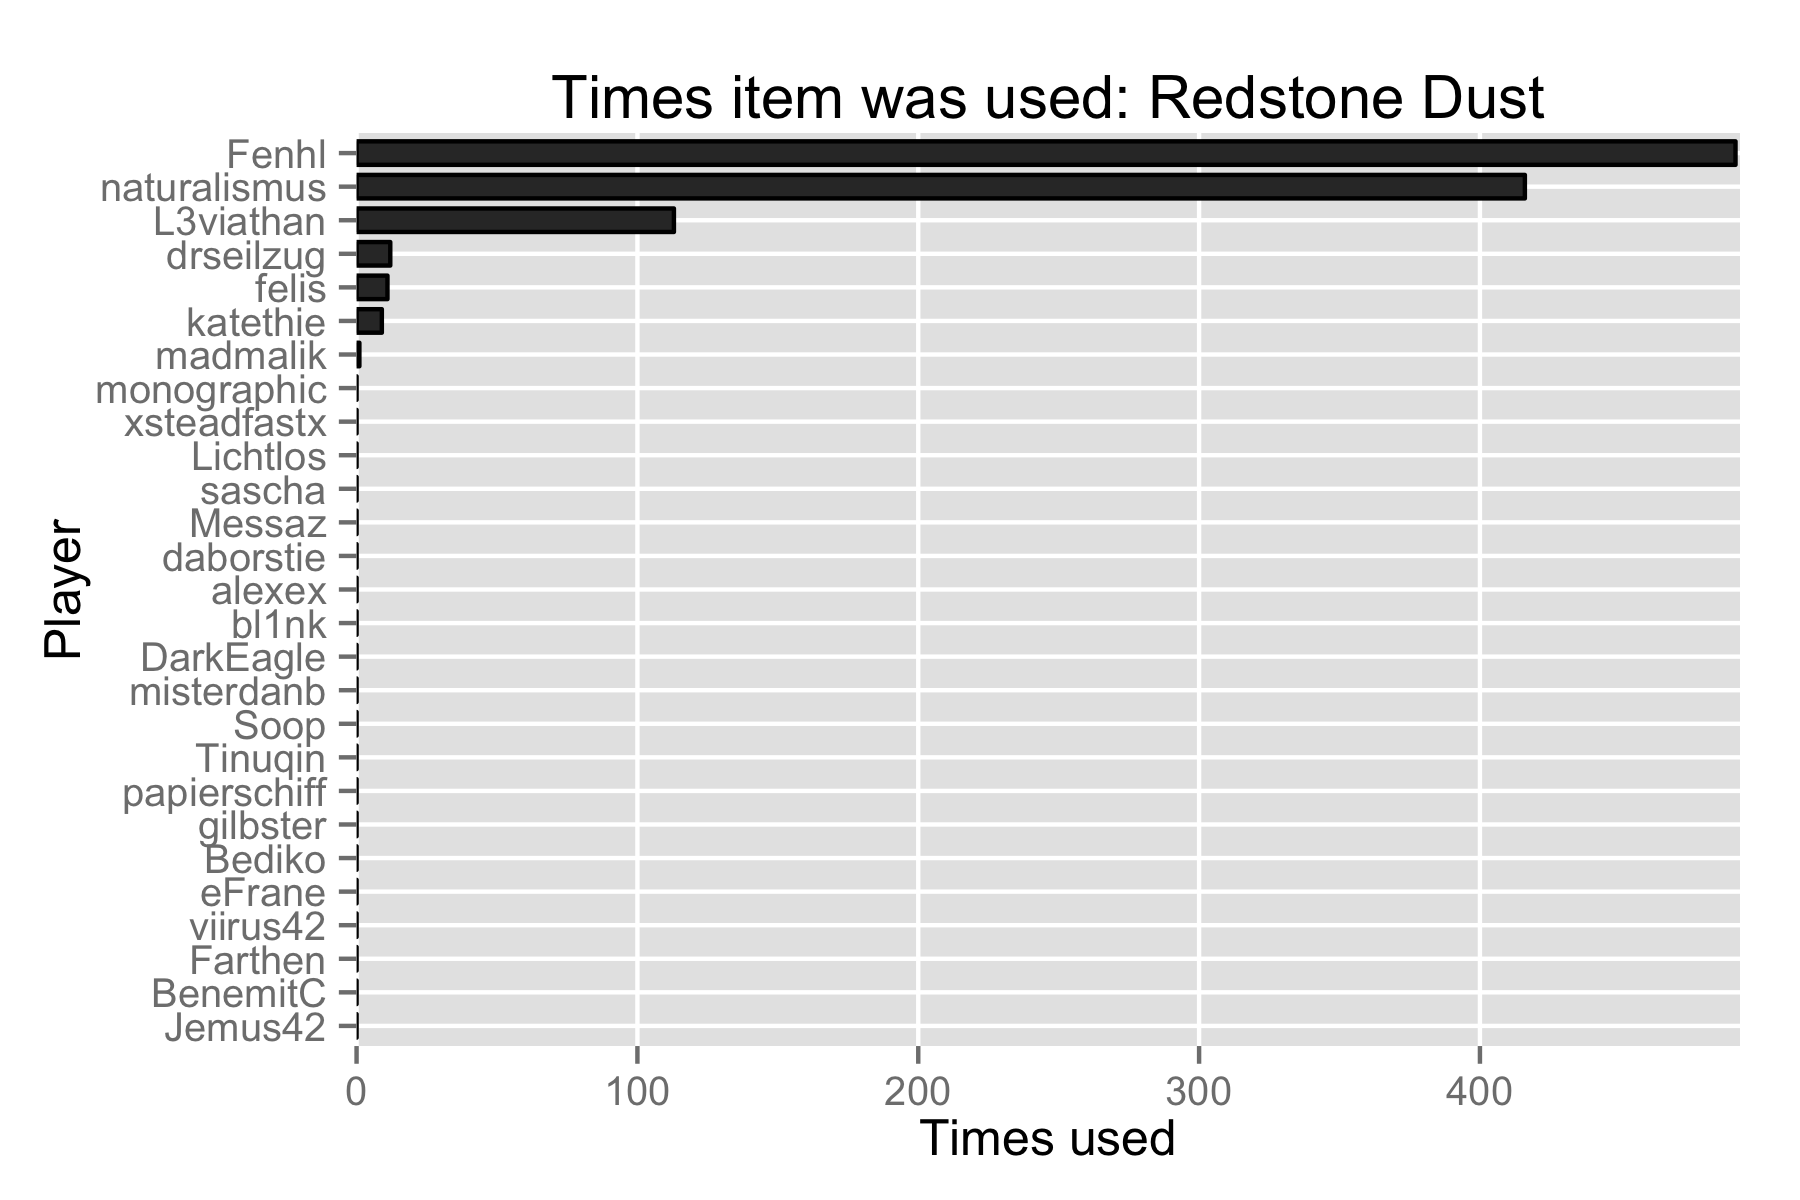 Times item was used: Redstone Dust
Fenhl
naturalismus
L3viathan
drseilzug
felis
katethie
madmalik
monographic
xsteadfastx
Lichtlos
sascha
Messaz
daborstie
alexex
bl1nk
DarkEagle
misterdanb
Soop
Tinuqin
papierschiff
gilbster
Bediko
eFrane
viirus42
Farthen
BenemitC
Jemus42
Player
0 100 200 300 400
Times used